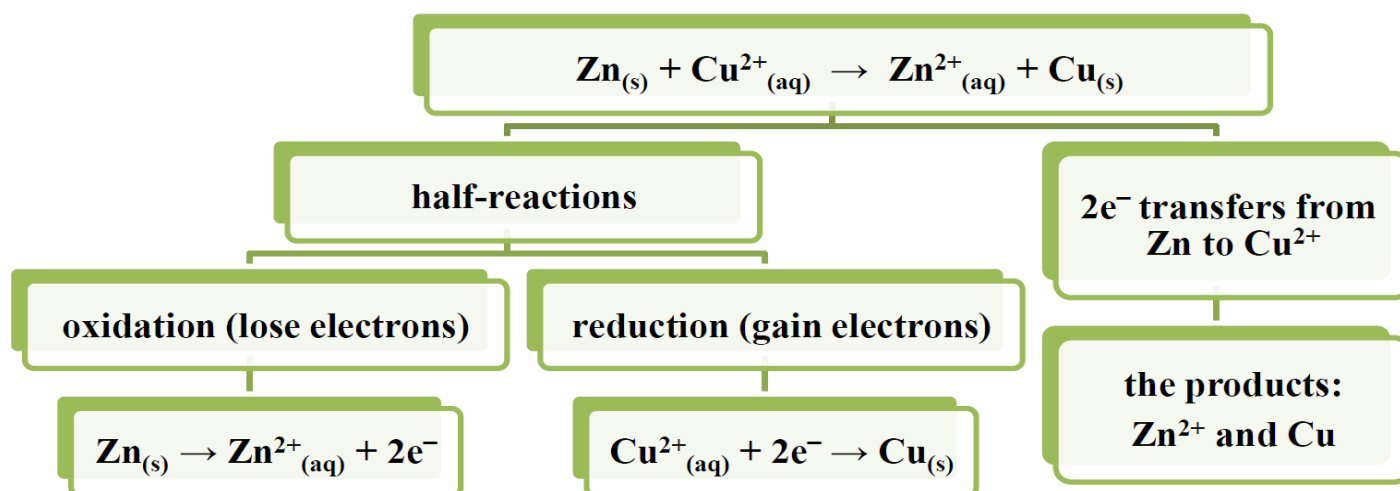 Zn₍s₎ + Cu²⁺₍aq₎ → Zn²⁺₍aq₎ + Cu₍s₎
half-reactions
2e⁻ transfers from
Zn to Cu²⁺
oxidation (lose electrons)
reduction (gain electrons)
the products:
Zn²⁺ and Cu
Zn₍s₎ → Zn²⁺₍aq₎ + 2e⁻
Cu²⁺₍aq₎ + 2e⁻ → Cu₍s₎